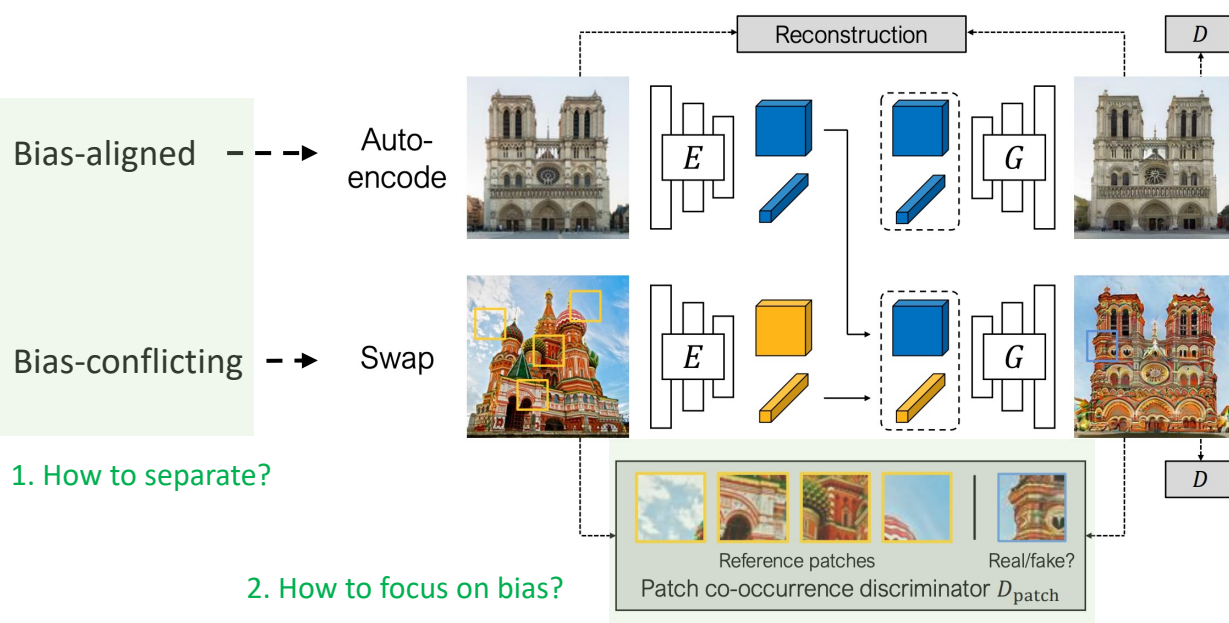 Reconstruction
D
Bias-aligned
Auto-
encode
E
G
Bias-conflicting
Swap
E
G
1. How to separate?
D
Reference patches
Real/fake?
2. How to focus on bias?
Patch co-occurrence discriminator D_patch